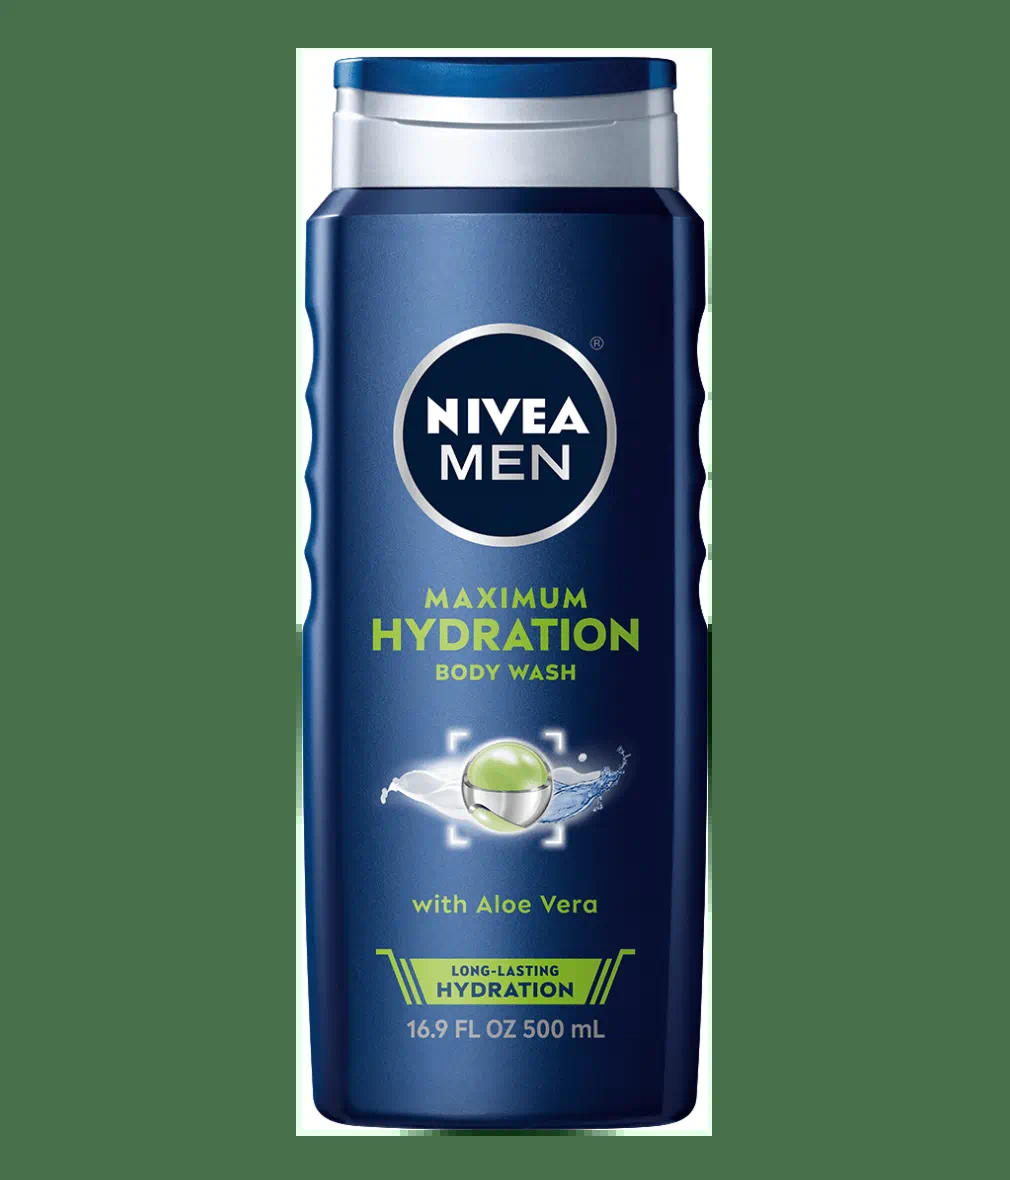 ®
NIVEA
MEN
MAXIMUM
HYDRATION
BODY WASH
with Aloe Vera
LONG-LASTING
HYDRATION
16.9 FL OZ 500 mL